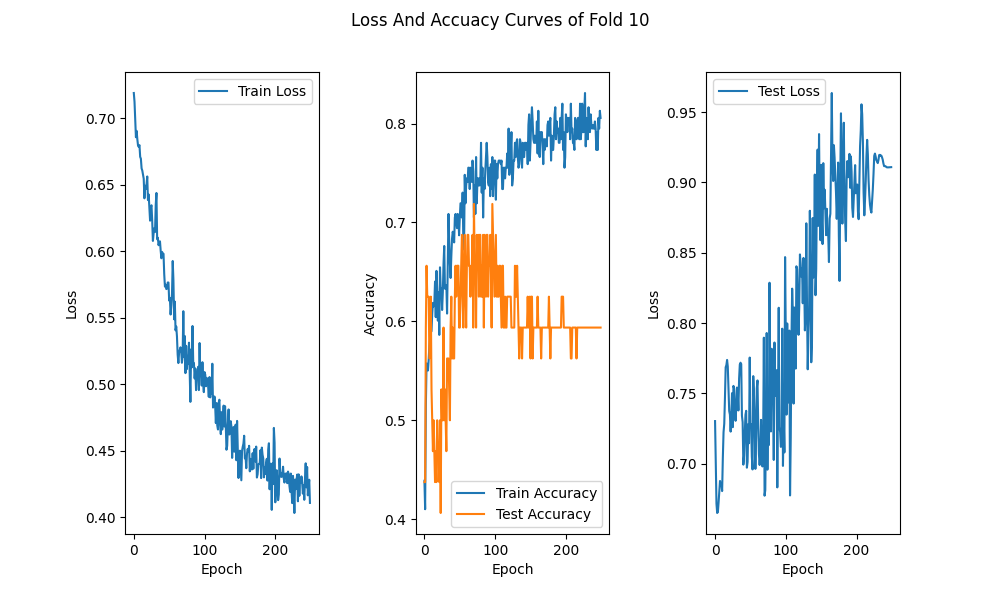 Loss And Accuacy Curves of Fold 10
Train Loss
0.70
0.65
0.60
0.55
0.50
0.45
0.40
Loss
0
100
200
Epoch
0.8
0.7
0.6
0.5
0.4
Accuracy
Train Accuracy
Test Accuracy
0
100
200
Epoch
Test Loss
0.95
0.90
0.85
0.80
0.75
0.70
Loss
0
100
200
Epoch